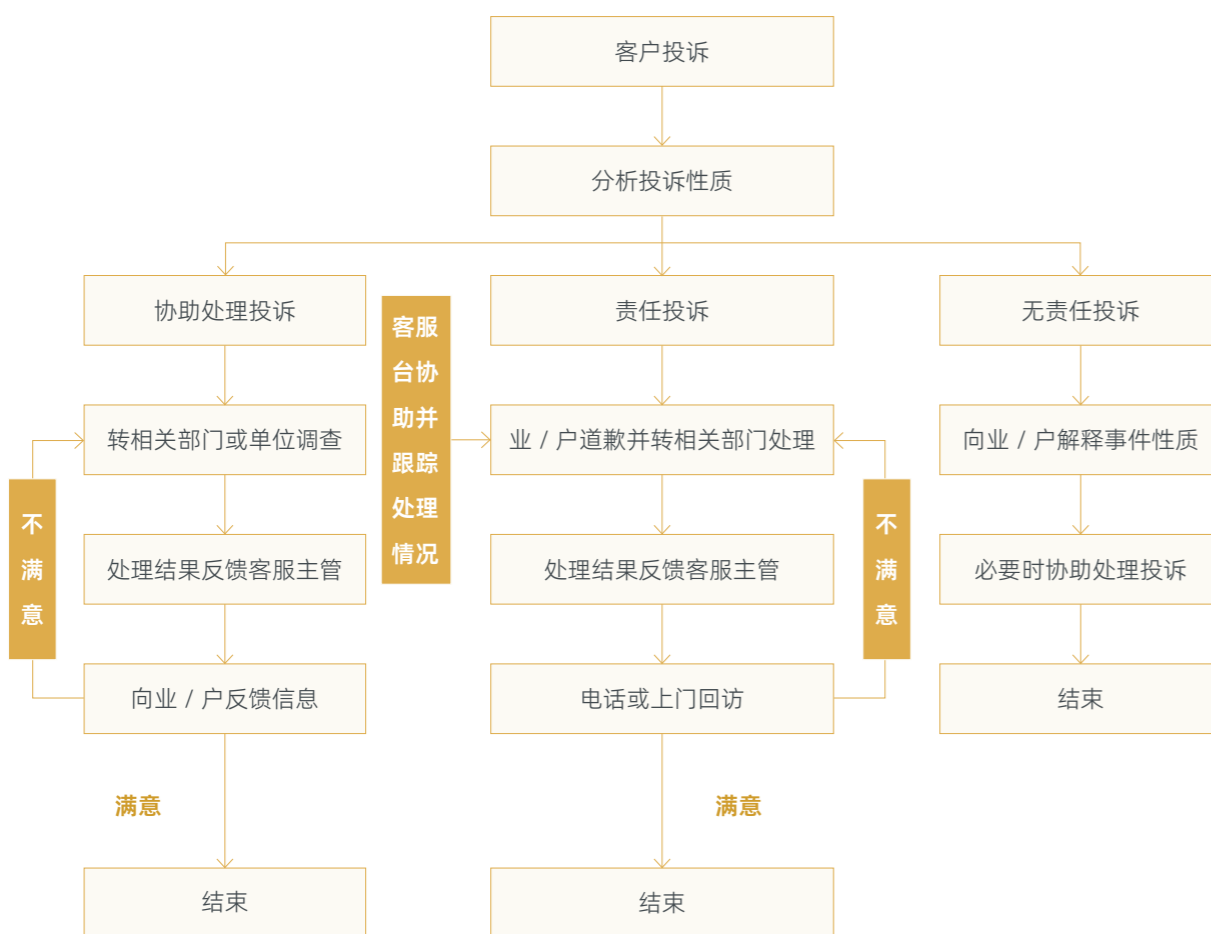 客户投诉
分析投诉性质
协助处理投诉
责任投诉
无责任投诉
客服
台协
助并
跟踪
处理
情况
转相关部门或单位调查
业 / 户道歉并转相关部门处理
向业 / 户解释事件性质
不
满
意
不
满
意
处理结果反馈客服主管
处理结果反馈客服主管
必要时协助处理投诉
向业 / 户反馈信息
电话或上门回访
结束
满意
满意
结束
结束